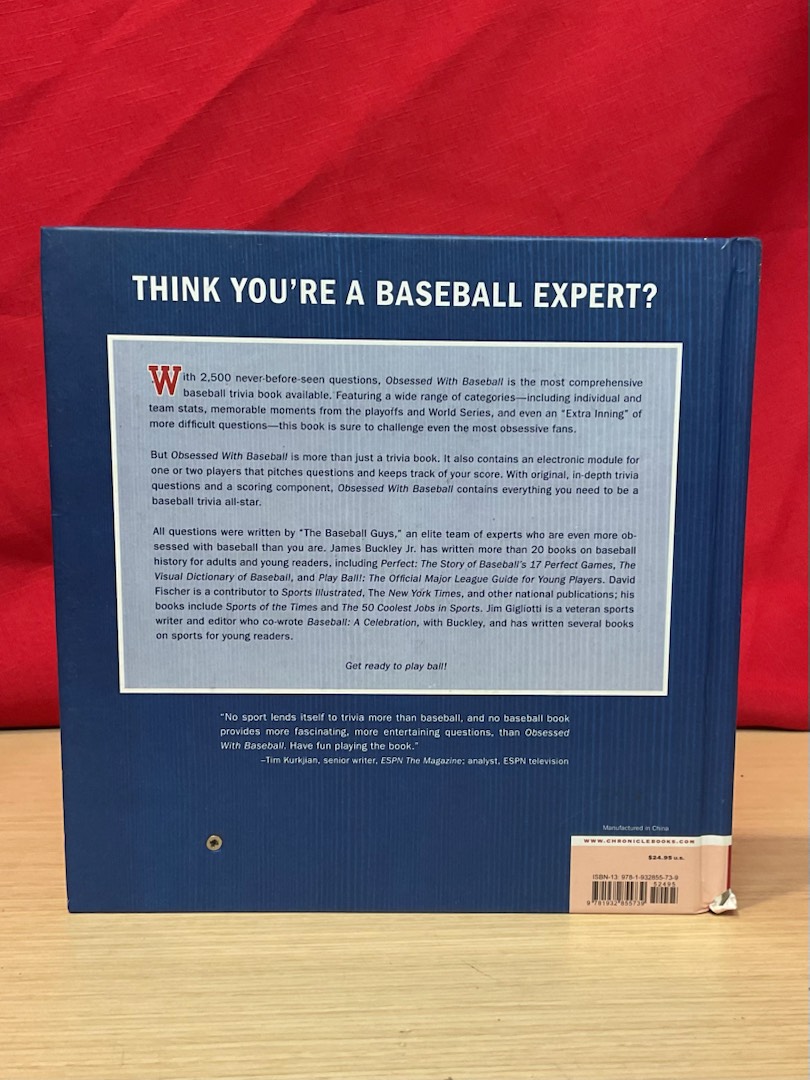 THINK YOU'RE A BASEBALL EXPERT?
With 2,500 never-before-seen questions, Obsessed With Baseball is the most comprehensive
baseball trivia book available. Featuring a wide range of categories—including individual and
team stats, memorable moments from the playoffs and World Series, and even an "Extra Inning" of
more difficult questions—this book is sure to challenge even the most obsessive fans.
But Obsessed With Baseball is more than just a trivia book. It also contains an electronic module for
one or two players that pitches questions and keeps track of your score. With original, in-depth trivia
questions and a scoring component, Obsessed With Baseball contains everything you need to be a
baseball trivia all-star.
All questions were written by "The Baseball Guys," an elite team of experts who are even more ob-
sessed with baseball than you are. James Buckley Jr. has written more than 20 books on baseball
history for adults and young readers, including Perfect: The Story of Baseball's 17 Perfect Games, The
Visual Dictionary of Baseball, and Play Ball!: The Official Major League Guide for Young Players. David
Fischer is a contributor to Sports Illustrated, The New York Times, and other national publications; his
books include Sports of the Times and The 50 Coolest Jobs in Sports. Jim Gigliotti is a veteran sports
writer and editor who co-wrote Baseball: A Celebration, with Buckley, and has written several books
on sports for young readers.
Get ready to play ball!
"No sport lends itself to trivia more than baseball, and no baseball book
provides more fascinating, more entertaining questions, than Obsessed
With Baseball. Have fun playing the book."
–Tim Kurkjian, senior writer, ESPN The Magazine; analyst, ESPN television
Manufactured in China
WWW.CHRONICLEBOOKS.COM
$24.95 U.S.
ISBN-13: 978-1-932855-73-9
52495
9 781932 855739